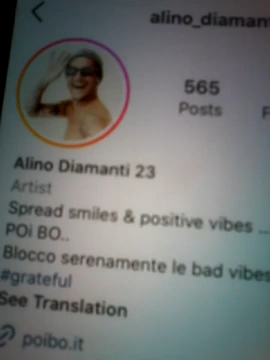 alino_diamant
565
Posts
Alino Diamanti 23
Artist
Spread smiles & positive vibes ...
POi BO..
Blocco serenamente le bad vibes
#grateful
See Translation
poibo.it